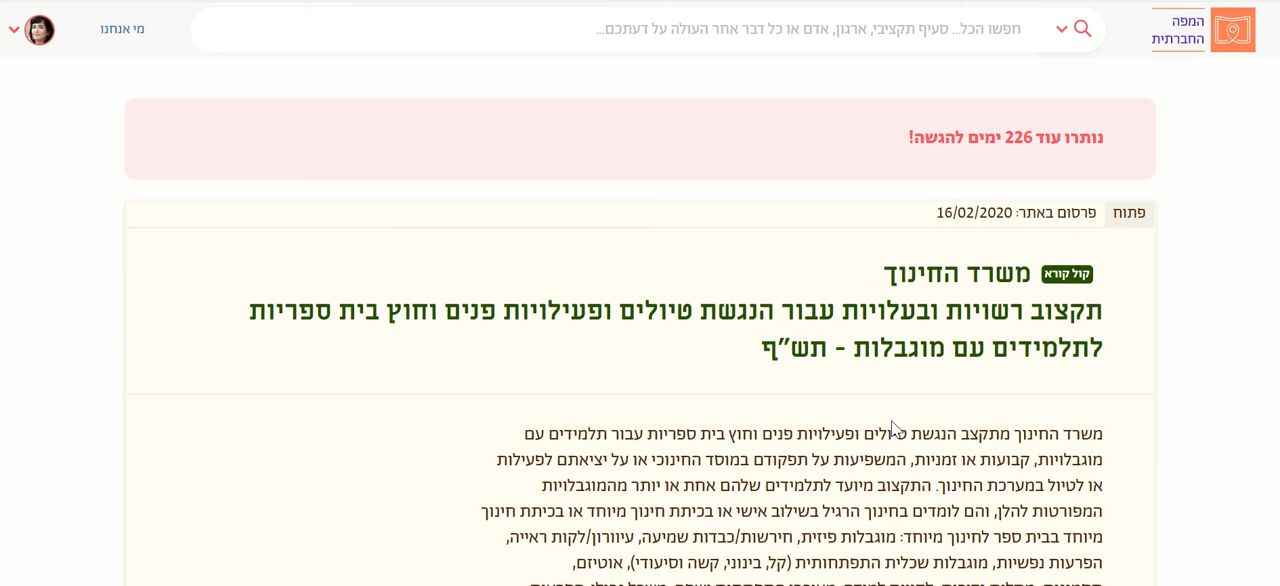 המפה
החברתית
חפשו הכל... סעיף תקציבי, ארגון, אדם או כל דבר אחר העולה על דעתכם...
מי אנחנו
נותרו עוד 226 ימים להגשה!
פתוח
פרסום באתר: 16/02/2020
קול קורא משרד החינוך
תקצוב רשויות ובעלויות עבור הנגשת טיולים ופעילויות פנים וחוץ בית ספריות
לתלמידים עם מוגבלות - תש"ף
משרד החינוך מתקצב הנגשת טיולים ופעילויות פנים וחוץ בית ספריות עבור תלמידים עם
מוגבלויות, קבועות או זמניות, המשפיעות על תפקודם במוסד החינוכי או על יציאתם לפעילות
או לטיול במערכת החינוך. התקצוב מיועד לתלמידים שלהם אחת או יותר מהמוגבלויות
המפורטות להלן, והם לומדים בחינוך הרגיל בשילוב אישי או בכיתת חינוך מיוחד או בכיתת חינוך
מיוחד בבית ספר לחינוך מיוחד: מוגבלות פיזית, חירשות/כבדות שמיעה, עיוורון/לקות ראייה,
הפרעות נפשיות, מוגבלות שכלית התפתחותית (קל, בינוני, קשה וסיעודי), אוטיזם,